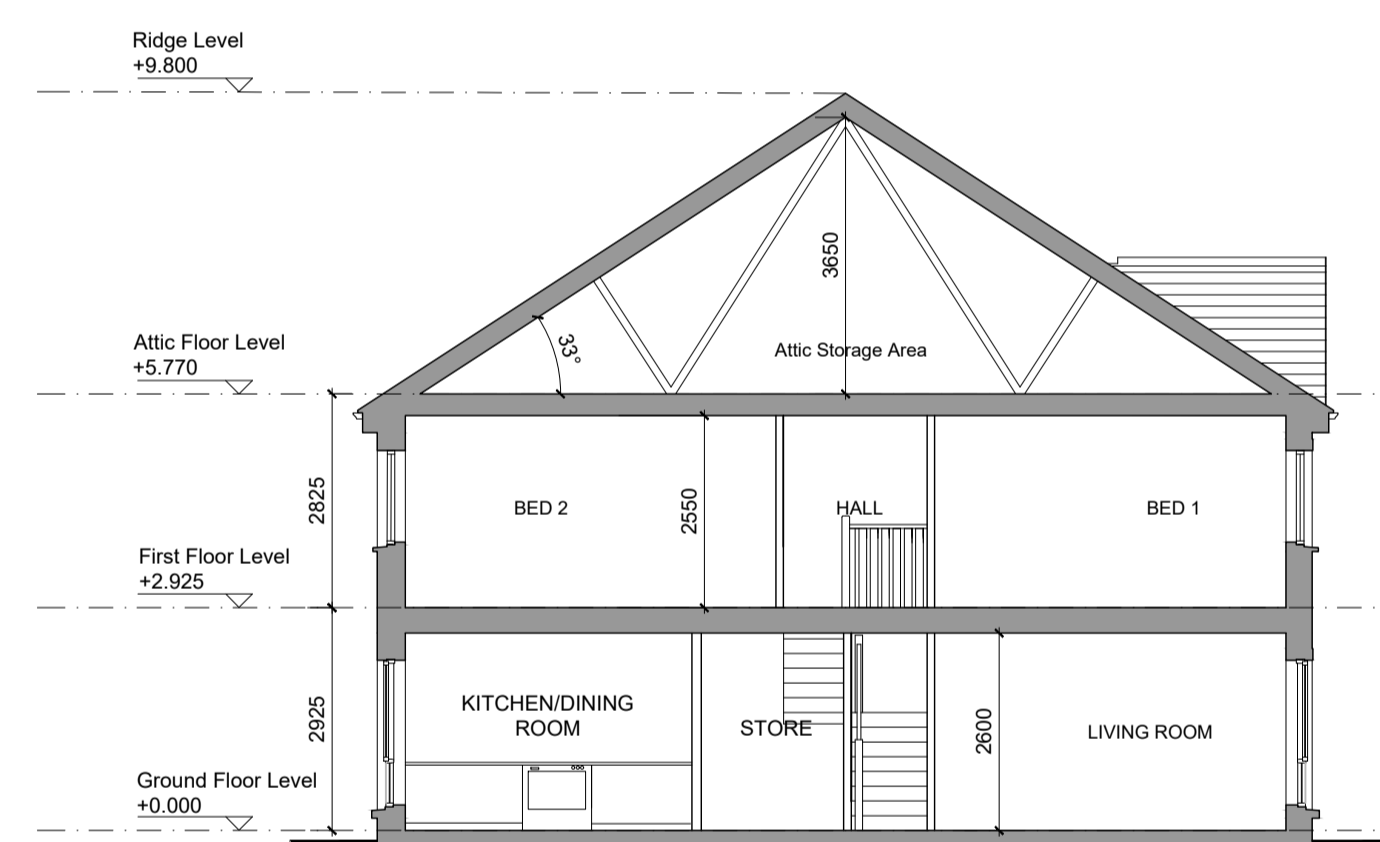 Ridge Level
+9.800
3650
33°
Attic Floor Level
+5.770
Attic Storage Area
2825
2550
BED 2
HALL
BED 1
First Floor Level
+2.925
2925
KITCHEN/DINING
ROOM
STORE
2600
LIVING ROOM
Ground Floor Level
+0.000